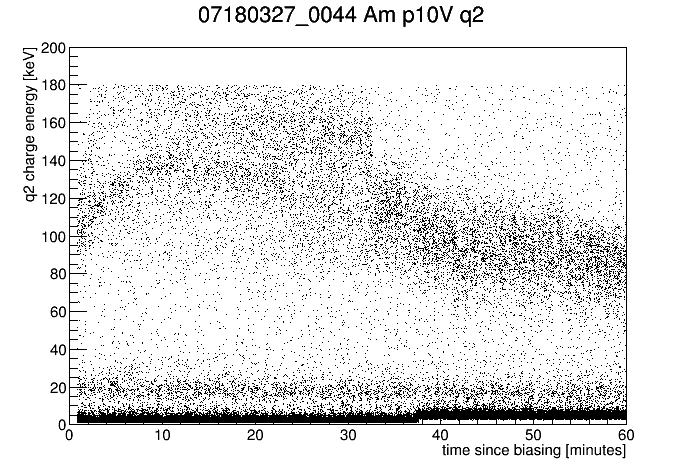 07180327_0044 Am p10V q2
q2 charge energy [keV]
200
180
160
140
120
100
80
60
40
20
0
0 10 20 30 40 50 60
time since biasing [minutes]